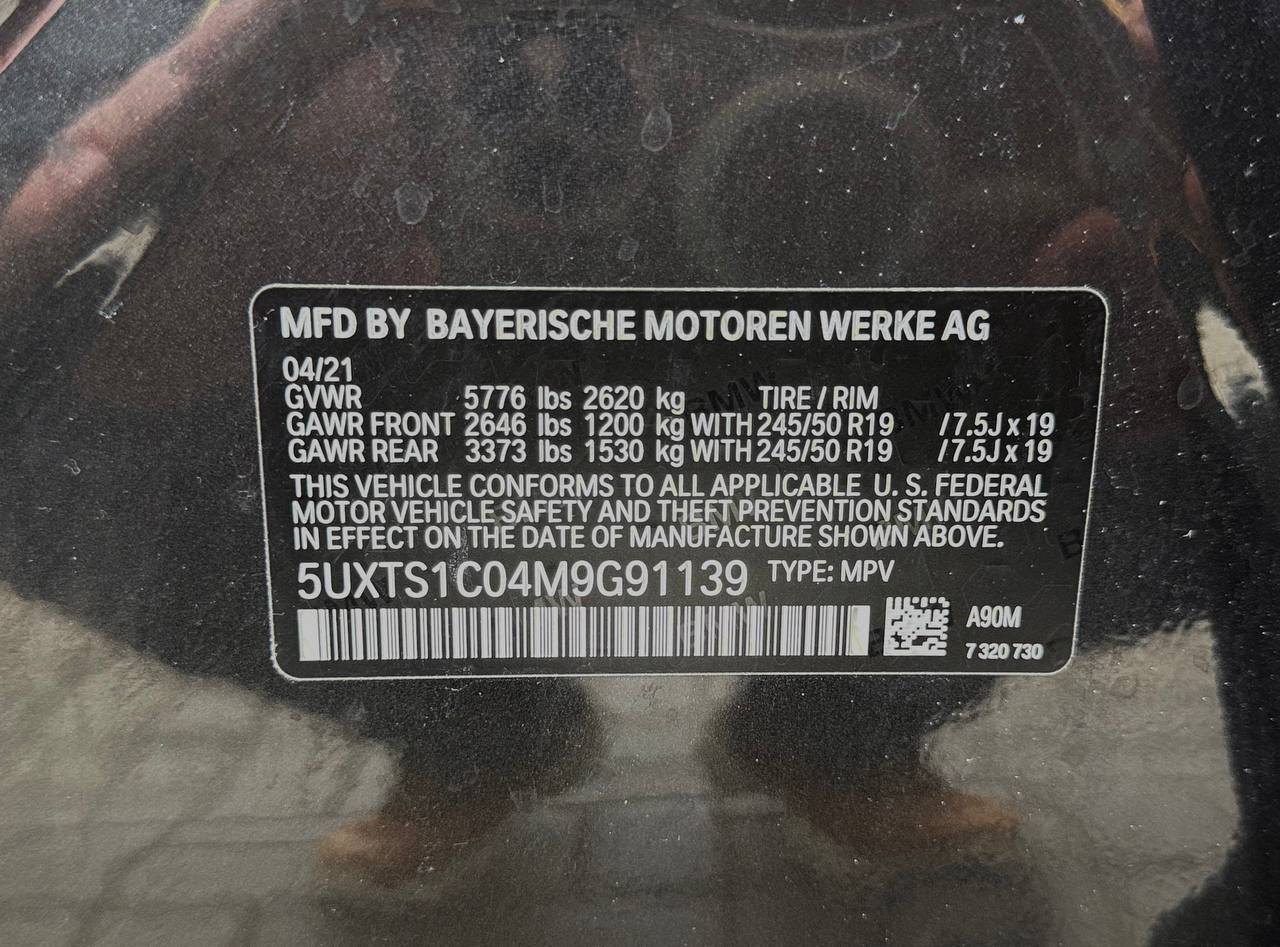 MFD BY BAYERISCHE MOTOREN WERKE AG
04/21
GVWR 5776 lbs 2620 kg TIRE / RIM
GAWR FRONT 2646 lbs 1200 kg WITH 245/50 R19 / 7.5J x 19
GAWR REAR 3373 lbs 1530 kg WITH 245/50 R19 / 7.5J x 19
THIS VEHICLE CONFORMS TO ALL APPLICABLE U. S. FEDERAL
MOTOR VEHICLE SAFETY AND THEFT PREVENTION STANDARDS
IN EFFECT ON THE DATE OF MANUFACTURE SHOWN ABOVE.
5UXTS1C04M9G91139 TYPE: MPV
A90M
7 320 730